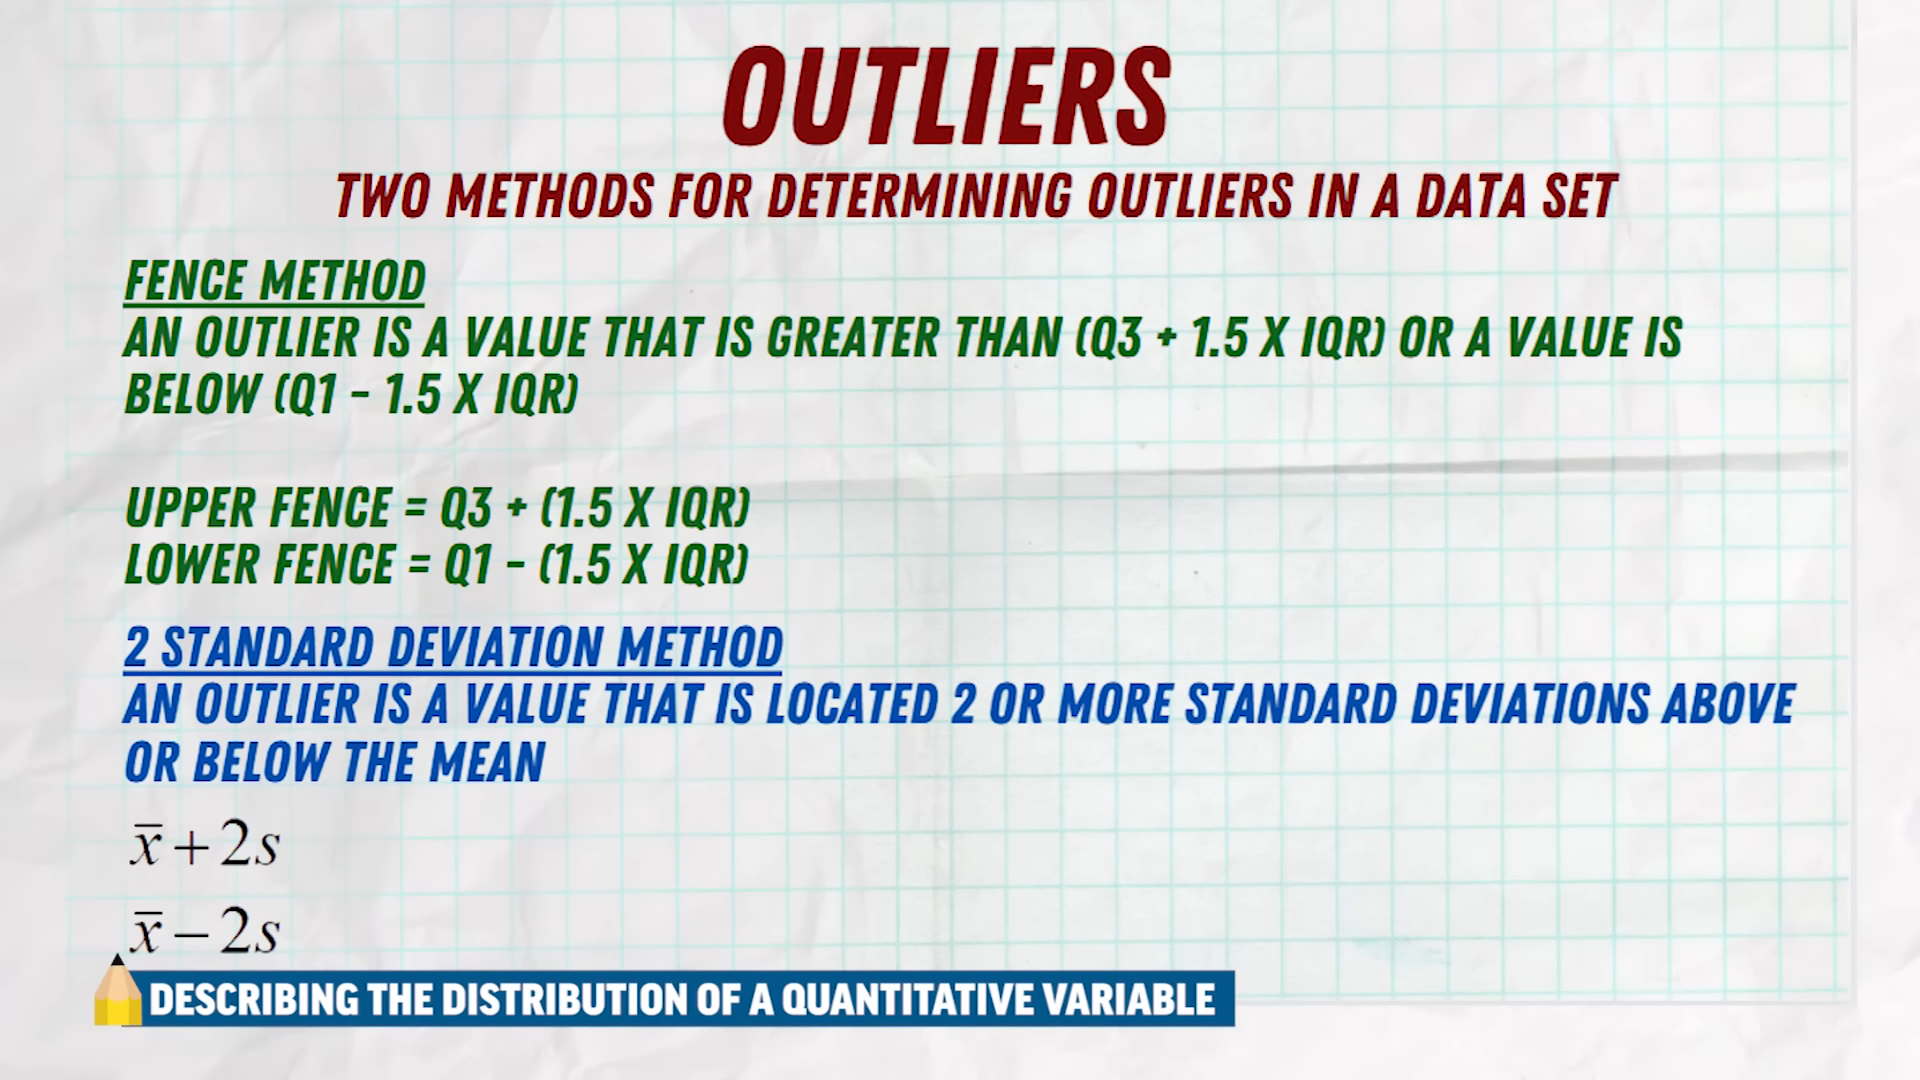 OUTLIERS
TWO METHODS FOR DETERMINING OUTLIERS IN A DATA SET
FENCE METHOD
AN OUTLIER IS A VALUE THAT IS GREATER THAN (Q3 + 1.5 X IQR) OR A VALUE IS
BELOW (Q1 - 1.5 X IQR)
UPPER FENCE = Q3 + (1.5 X IQR)
LOWER FENCE = Q1 - (1.5 X IQR)
2 STANDARD DEVIATION METHOD
AN OUTLIER IS A VALUE THAT IS LOCATED 2 OR MORE STANDARD DEVIATIONS ABOVE
OR BELOW THE MEAN
x̅ + 2s
x̅ − 2s
DESCRIBING THE DISTRIBUTION OF A QUANTITATIVE VARIABLE